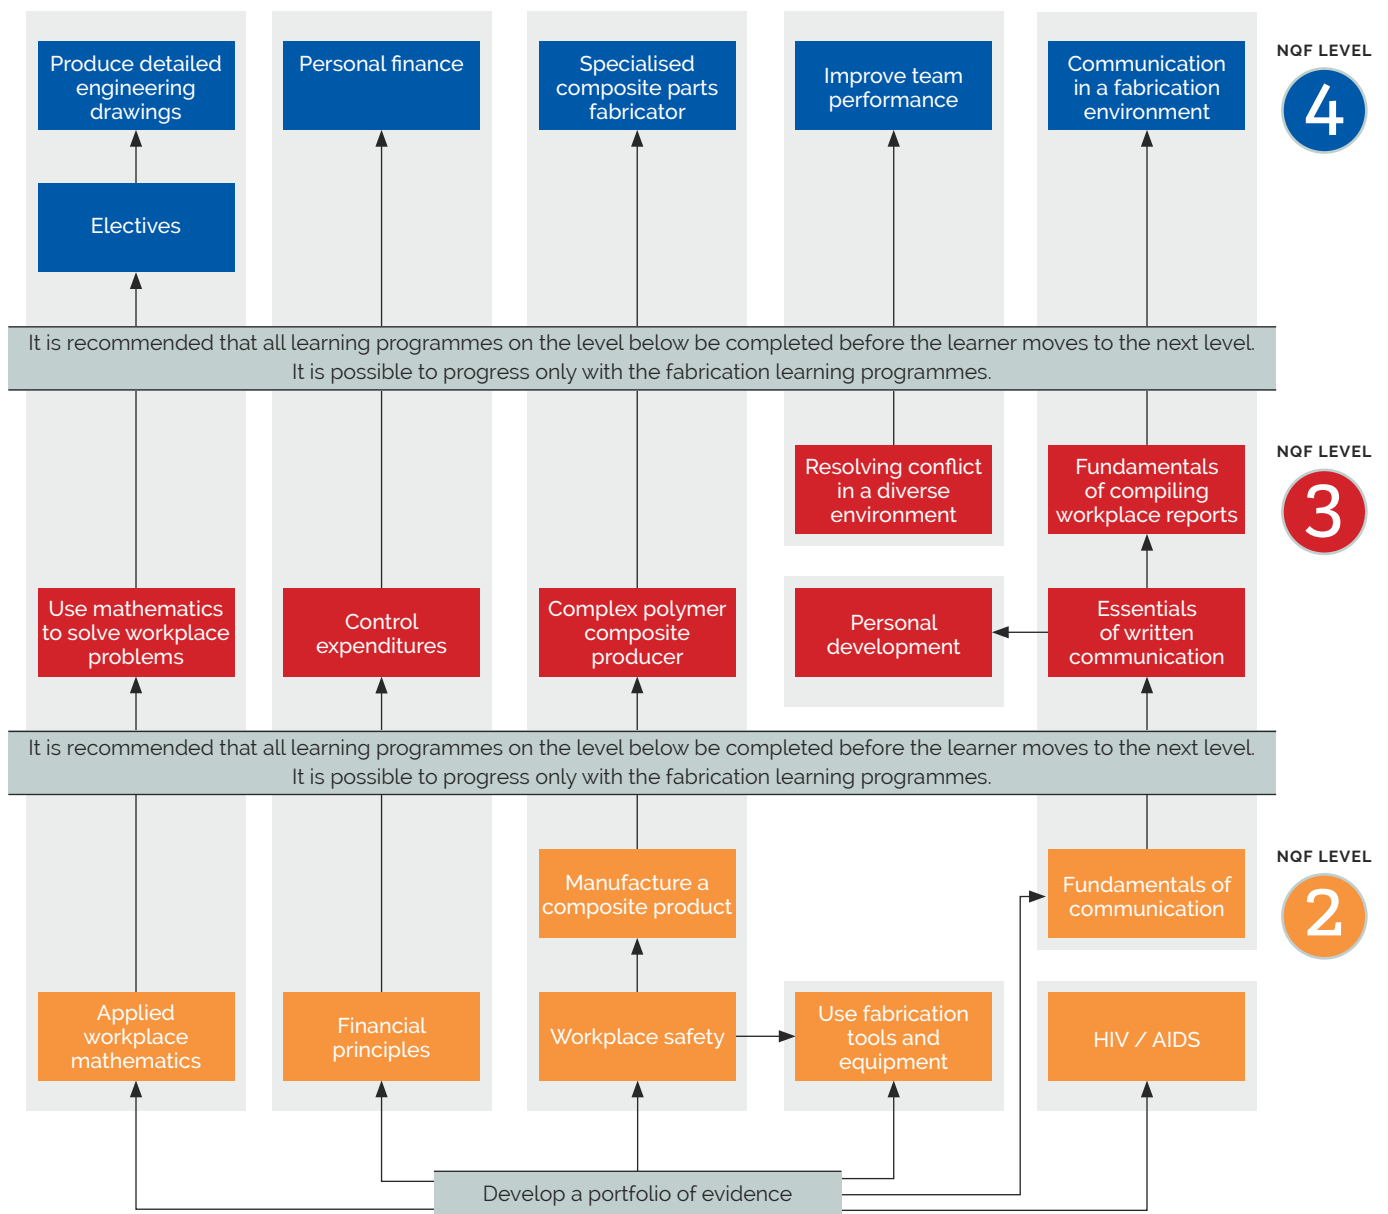 Produce detailed
engineering
drawings
Personal finance
Specialised
composite parts
fabricator
Improve team
performance
Communication
in a fabrication
environment
NQF LEVEL
4
Electives
It is recommended that all learning programmes on the level below be completed before the learner moves to the next level.
It is possible to progress only with the fabrication learning programmes.
Resolving conflict
in a diverse
environment
Fundamentals
of compiling
workplace reports
NQF LEVEL
3
Use mathematics
to solve workplace
problems
Control
expenditures
Complex polymer
composite
producer
Personal
development
Essentials
of written
communication
It is recommended that all learning programmes on the level below be completed before the learner moves to the next level.
It is possible to progress only with the fabrication learning programmes.
Manufacture a
composite product
Fundamentals of
communication
NQF LEVEL
2
Applied
workplace
mathematics
Financial
principles
Workplace safety
Use fabrication
tools and
equipment
HIV / AIDS
Develop a portfolio of evidence